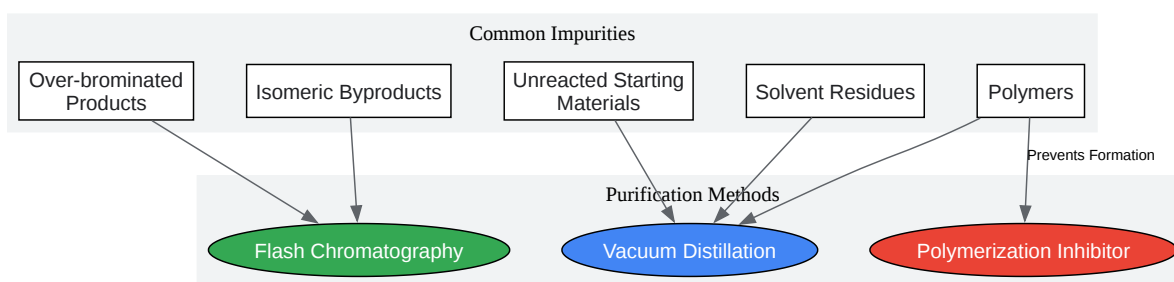 Common Impurities
Over-brominated
Products
Isomeric Byproducts
Unreacted Starting
Materials
Solvent Residues
Polymers
Prevents Formation
Purification Methods
Flash Chromatography
Vacuum Distillation
Polymerization Inhibitor